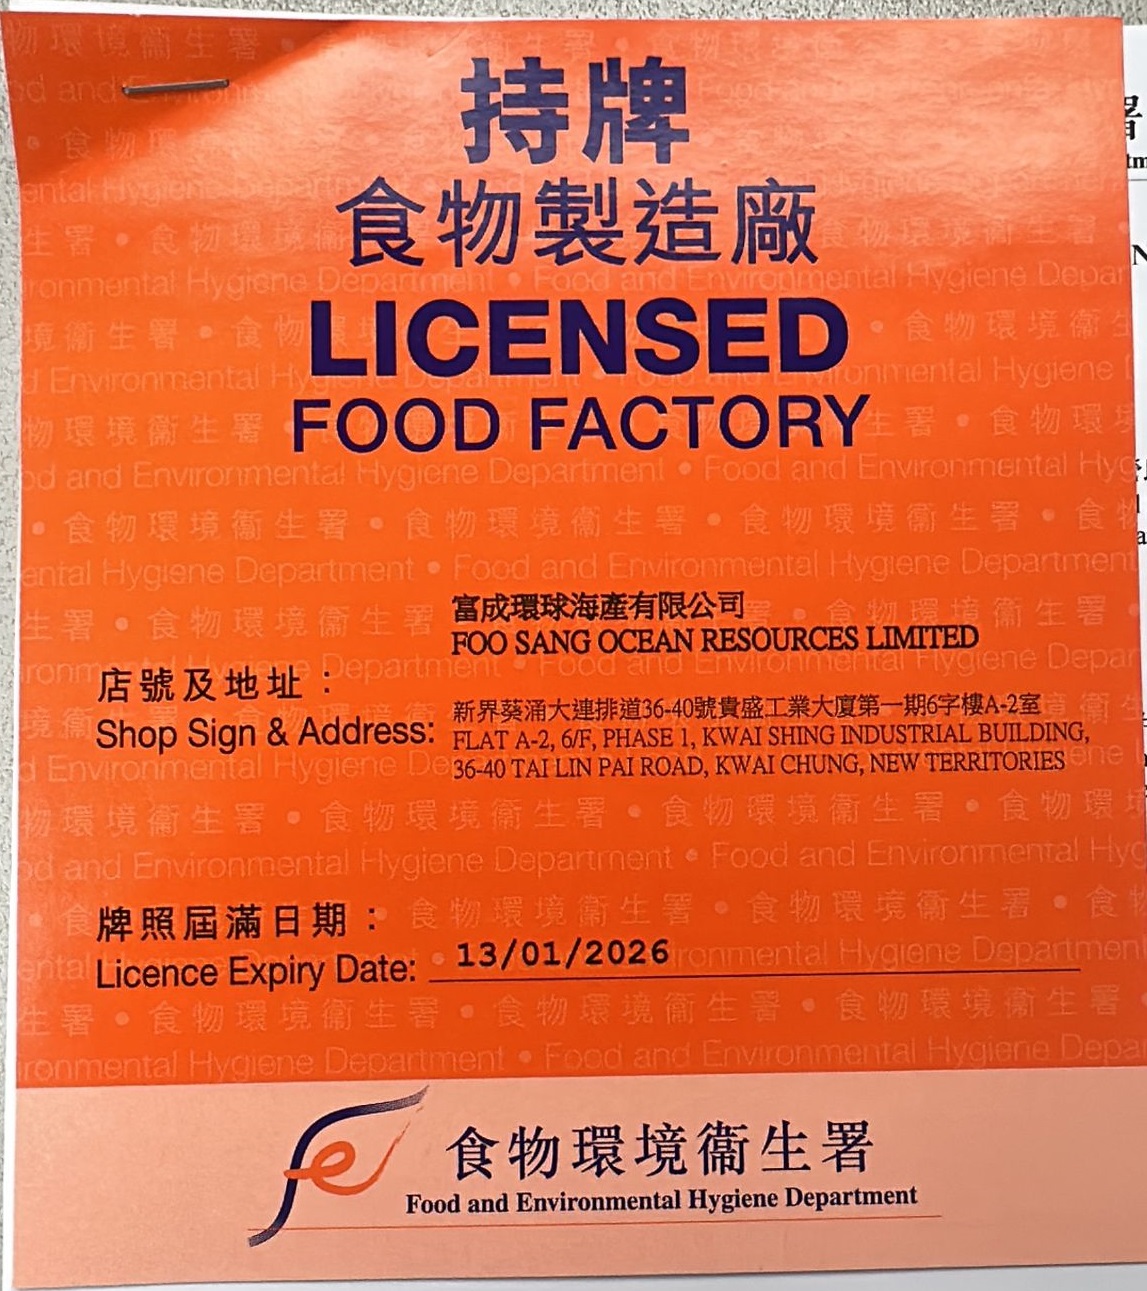 持牌
食物製造廠
LICENSED
FOOD FACTORY
富成環球海產有限公司
FOO SANG OCEAN RESOURCES LIMITED
店號及地址：
Shop Sign & Address:
新界葵涌大連排道36-40號貴盛工業大廈第一期6字樓A-2室
FLAT A-2, 6/F, PHASE 1, KWAI SHING INDUSTRIAL BUILDING,
36-40 TAI LIN PAI ROAD, KWAI CHUNG, NEW TERRITORIES
牌照屆滿日期：
Licence Expiry Date: 13/01/2026
食物環境衞生署
Food and Environmental Hygiene Department